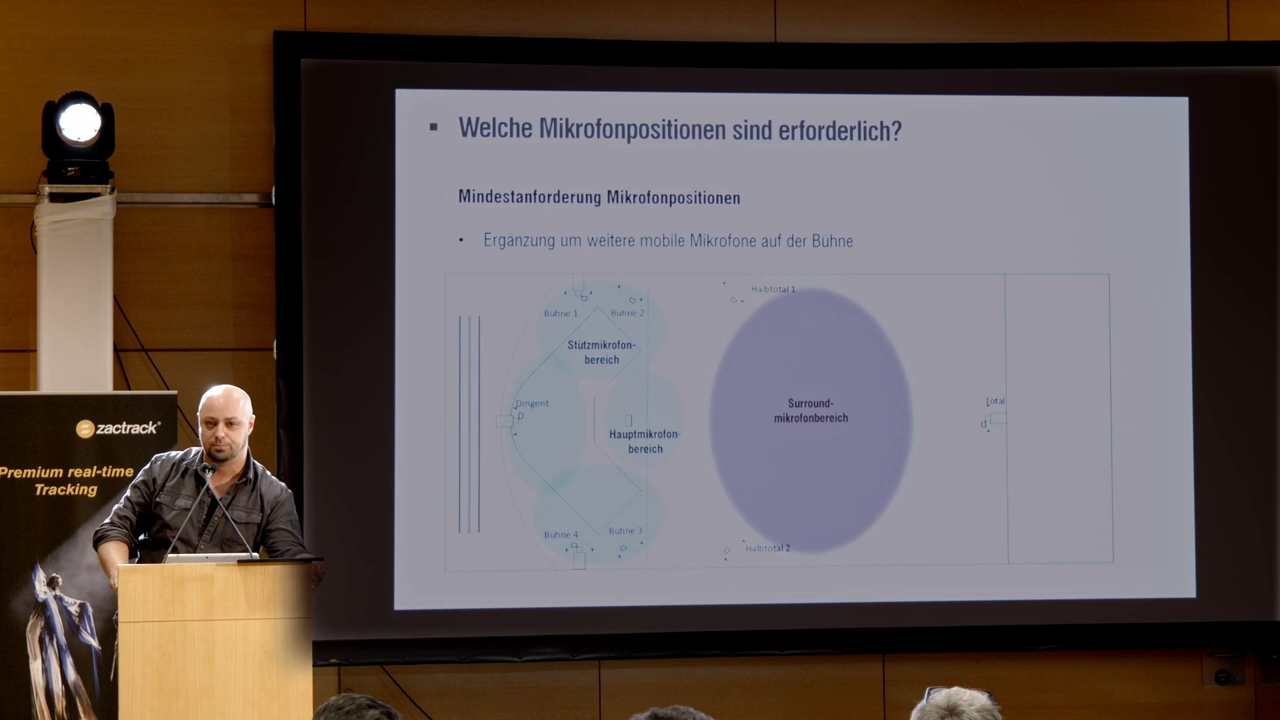 ▪ Welche Mikrofonpositionen sind erforderlich?
Mindestanforderung Mikrofonpositionen
• Ergänzung um weitere mobile Mikrofone auf der Bühne
Halbtotal 1
Bühne 1
Bühne 2
Stützmikrofon-
bereich
Dirigent
Surround-
mikrofonbereich
Total
Hauptmikrofon-
bereich
Bühne 4
Bühne 3
Halbtotal 2
zactrack®
Premium real-time
Tracking